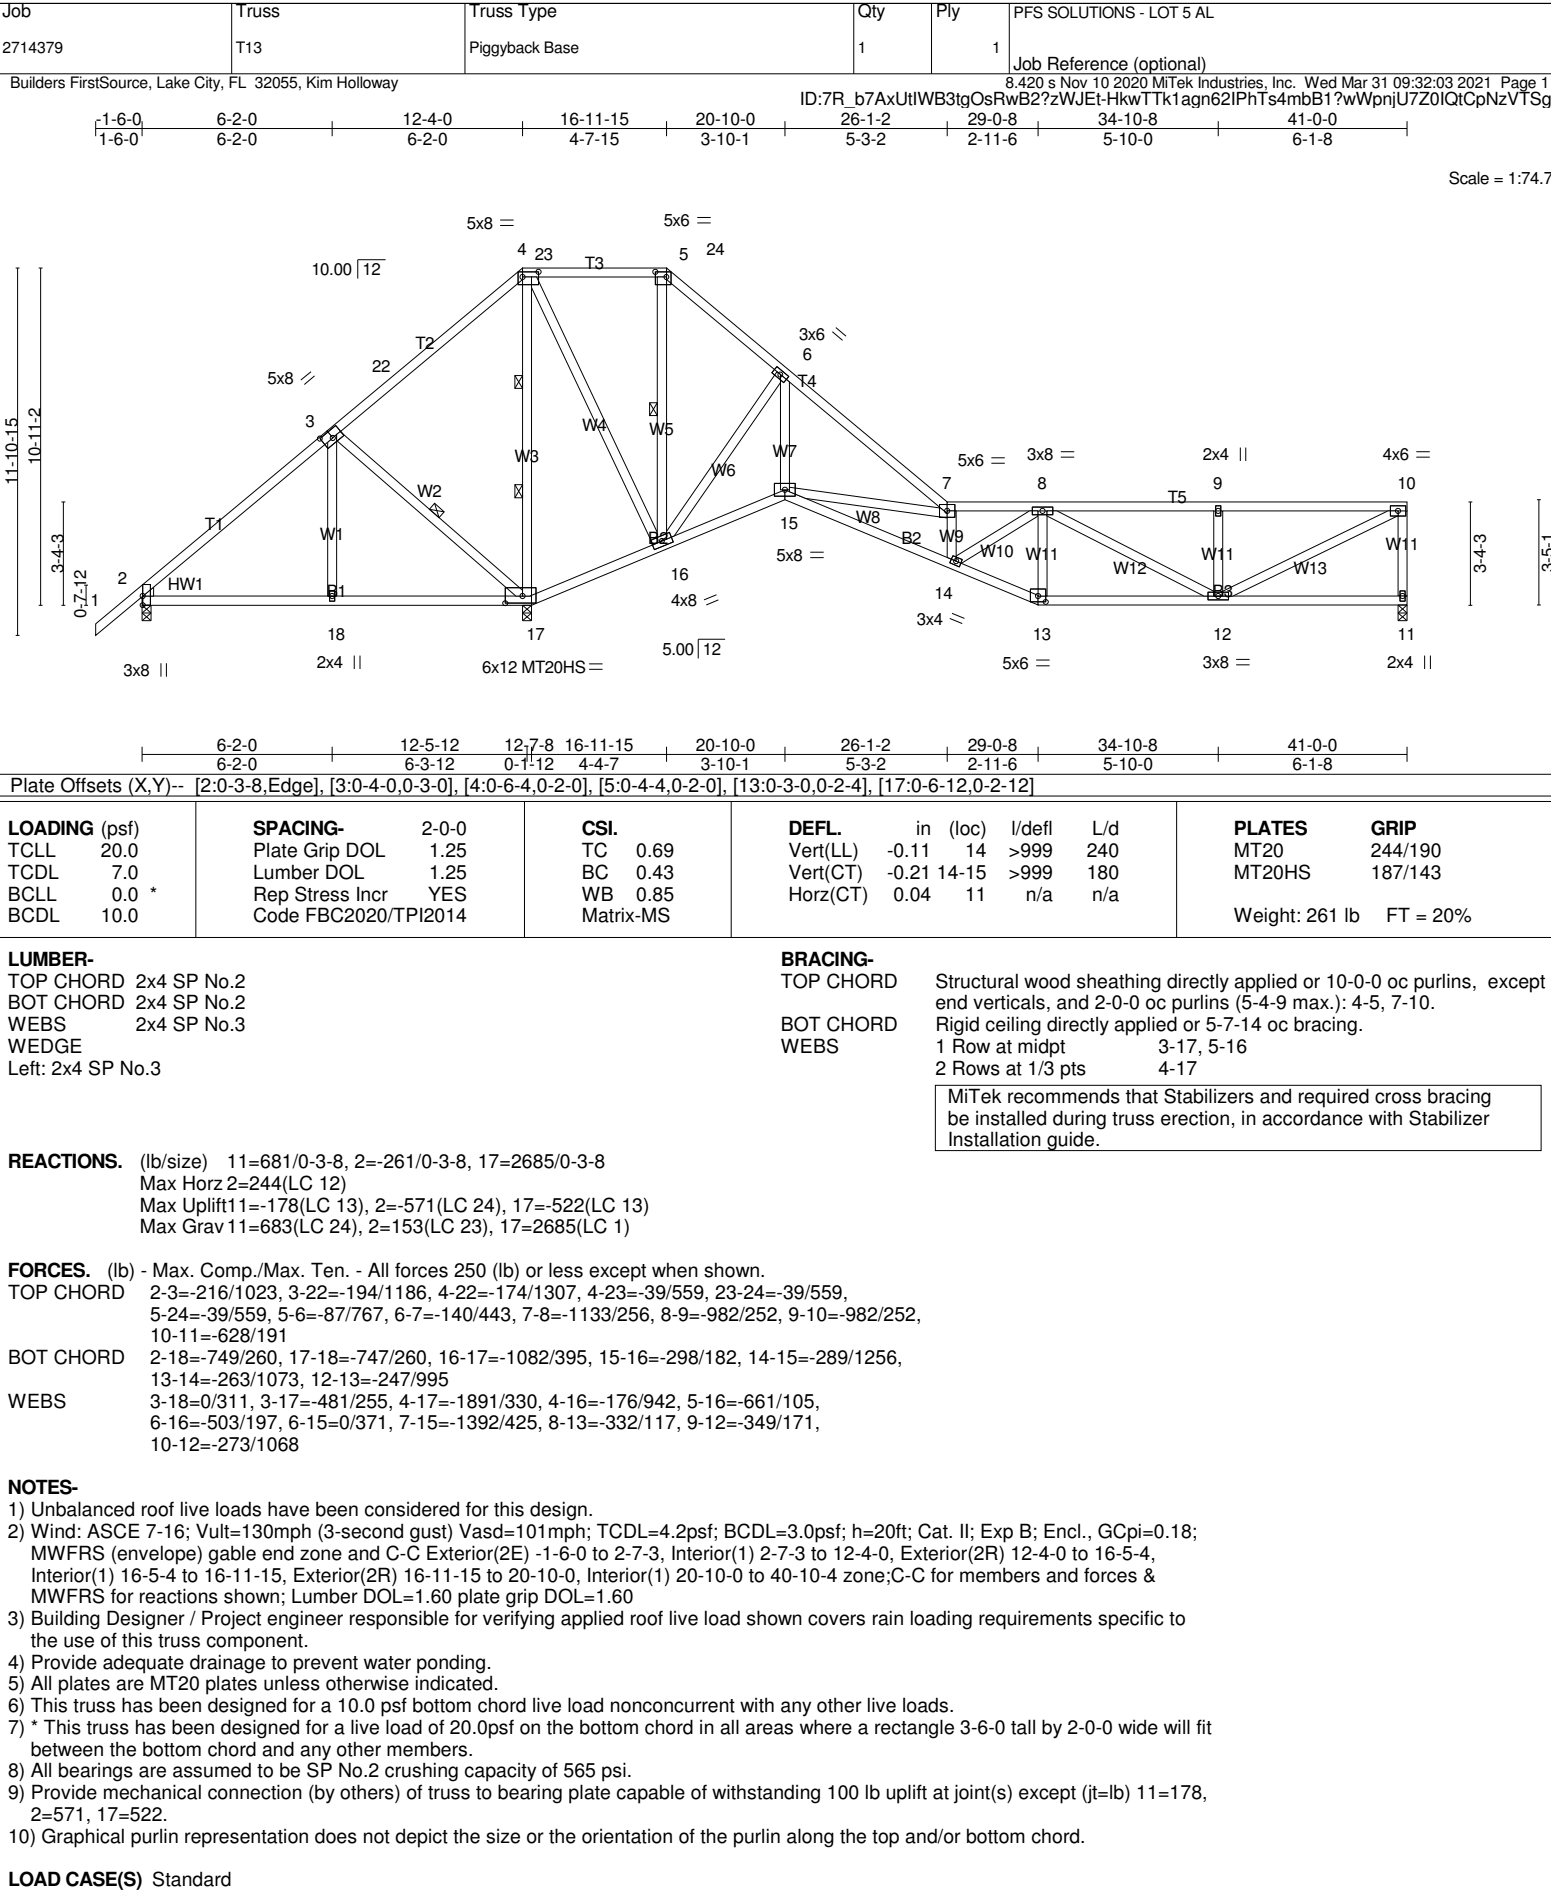 Job Truss Truss Type Qty Ply PFS SOLUTIONS - LOT 5 AL
2714379 T13 Piggyback Base 1 1
Job Reference (optional)
Builders FirstSource, Lake City, FL 32055, Kim Holloway 8.420 s Nov 10 2020 MiTek Industries, Inc. Wed Mar 31 09:32:03 2021 Page 1
-1-6-0 6-2-0 12-4-0 16-11-15 20-10-0 26-1-2 29-0-8 34-10-8 41-0-0
1-6-0 6-2-0 6-2-0 4-7-15 3-10-1 5-3-2 2-11-6 5-10-0 6-1-8
Scale = 1:74.7
5x8 = 5x6 =
4 23 T3 5 24
10.00 12
3x6 \\
6
T4
T2
22
5x8 //
3
11-10-15
10-11-2
W4 W5
W3 W6 W7
5x6 = 3x8 = 2x4 || 4x6 =
7 8 9 10
T5
W2
T1 W1
15 W8 B2 W9 W10 W11 W12 W11 W13 W11
5x8 =
3-4-3
0-7-12
3-4-3
3-5-1
1 2 HW1 B1 B2 B3
16
4x8 //
14
3x4 \\
18 17 13 12 11
3x8 || 2x4 || 6x12 MT20HS = 5.00 12 5x6 = 3x8 = 2x4 ||
6-2-0 12-5-12 12-7-8 16-11-15 20-10-0 26-1-2 29-0-8 34-10-8 41-0-0
6-2-0 6-3-12 0-1-12 4-4-7 3-10-1 5-3-2 2-11-6 5-10-0 6-1-8
Plate Offsets (X,Y)-- [2:0-3-8,Edge], [3:0-4-0,0-3-0], [4:0-6-4,0-2-0], [5:0-4-4,0-2-0], [13:0-3-0,0-2-4], [17:0-6-12,0-2-12]
LOADING (psf) SPACING- 2-0-0 CSI. DEFL. in (loc) l/defl L/d PLATES GRIP
TCLL 20.0 Plate Grip DOL 1.25 TC 0.69 Vert(LL) -0.11 14 >999 240 MT20 244/190
TCDL 7.0 Lumber DOL 1.25 BC 0.43 Vert(CT) -0.21 14-15 >999 180 MT20HS 187/143
BCLL 0.0 * Rep Stress Incr YES WB 0.85 Horz(CT) 0.04 11 n/a n/a
BCDL 10.0 Code FBC2020/TPI2014 Matrix-MS Weight: 261 lb FT = 20%
LUMBER-
TOP CHORD 2x4 SP No.2
BOT CHORD 2x4 SP No.2
WEBS 2x4 SP No.3
WEDGE
Left: 2x4 SP No.3
BRACING-
TOP CHORD Structural wood sheathing directly applied or 10-0-0 oc purlins, except
end verticals, and 2-0-0 oc purlins (5-4-9 max.): 4-5, 7-10.
BOT CHORD Rigid ceiling directly applied or 5-7-14 oc bracing.
WEBS 1 Row at midpt 3-17, 5-16
2 Rows at 1/3 pts 4-17
MiTek recommends that Stabilizers and required cross bracing
be installed during truss erection, in accordance with Stabilizer
Installation guide.
REACTIONS. (lb/size) 11=681/0-3-8, 2=-261/0-3-8, 17=2685/0-3-8
Max Horz 2=244(LC 12)
Max Uplift11=-178(LC 13), 2=-571(LC 24), 17=-522(LC 13)
Max Grav 11=683(LC 24), 2=153(LC 23), 17=2685(LC 1)
FORCES. (lb) - Max. Comp./Max. Ten. - All forces 250 (lb) or less except when shown.
TOP CHORD 2-3=-216/1023, 3-22=-194/1186, 4-22=-174/1307, 4-23=-39/559, 23-24=-39/559,
5-24=-39/559, 5-6=-87/767, 6-7=-140/443, 7-8=-1133/256, 8-9=-982/252, 9-10=-982/252,
10-11=-628/191
BOT CHORD 2-18=-749/260, 17-18=-747/260, 16-17=-1082/395, 15-16=-298/182, 14-15=-289/1256,
13-14=-263/1073, 12-13=-247/995
WEBS 3-18=0/311, 3-17=-481/255, 4-17=-1891/330, 4-16=-176/942, 5-16=-661/105,
6-16=-503/197, 6-15=0/371, 7-15=-1392/425, 8-13=-332/117, 9-12=-349/171,
10-12=-273/1068
NOTES-
1) Unbalanced roof live loads have been considered for this design.
2) Wind: ASCE 7-16; Vult=130mph (3-second gust) Vasd=101mph; TCDL=4.2psf; BCDL=3.0psf; h=20ft; Cat. II; Exp B; Encl., GCpi=0.18;
MWFRS (envelope) gable end zone and C-C Exterior(2E) -1-6-0 to 2-7-3, Interior(1) 2-7-3 to 12-4-0, Exterior(2R) 12-4-0 to 16-5-4,
Interior(1) 16-5-4 to 16-11-15, Exterior(2R) 16-11-15 to 20-10-0, Interior(1) 20-10-0 to 40-10-4 zone;C-C for members and forces &
MWFRS for reactions shown; Lumber DOL=1.60 plate grip DOL=1.60
3) Building Designer / Project engineer responsible for verifying applied roof live load shown covers rain loading requirements specific to
the use of this truss component.
4) Provide adequate drainage to prevent water ponding.
5) All plates are MT20 plates unless otherwise indicated.
6) This truss has been designed for a 10.0 psf bottom chord live load nonconcurrent with any other live loads.
7) * This truss has been designed for a live load of 20.0psf on the bottom chord in all areas where a rectangle 3-6-0 tall by 2-0-0 wide will fit
between the bottom chord and any other members.
8) All bearings are assumed to be SP No.2 crushing capacity of 565 psi.
9) Provide mechanical connection (by others) of truss to bearing plate capable of withstanding 100 lb uplift at joint(s) except (jt=lb) 11=178,
2=571, 17=522.
10) Graphical purlin representation does not depict the size or the orientation of the purlin along the top and/or bottom chord.
LOAD CASE(S) Standard